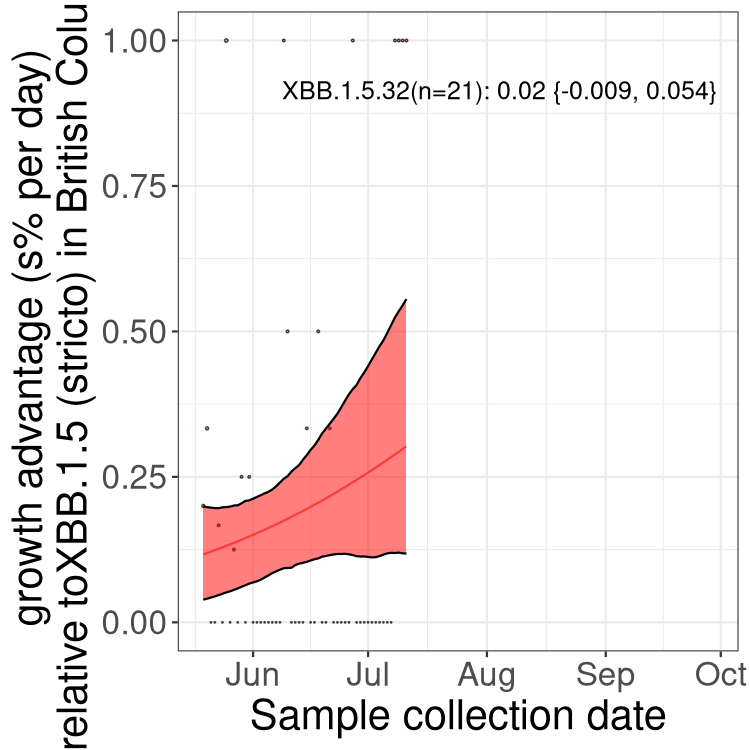 growth advantage (s% per day)
relative toXBB.1.5 (stricto) in British Colu
1.00
0.75
0.50
0.25
0.00
XBB.1.5.32(n=21): 0.02 {-0.009, 0.054}
Jun Jul Aug Sep Oct
Sample collection date